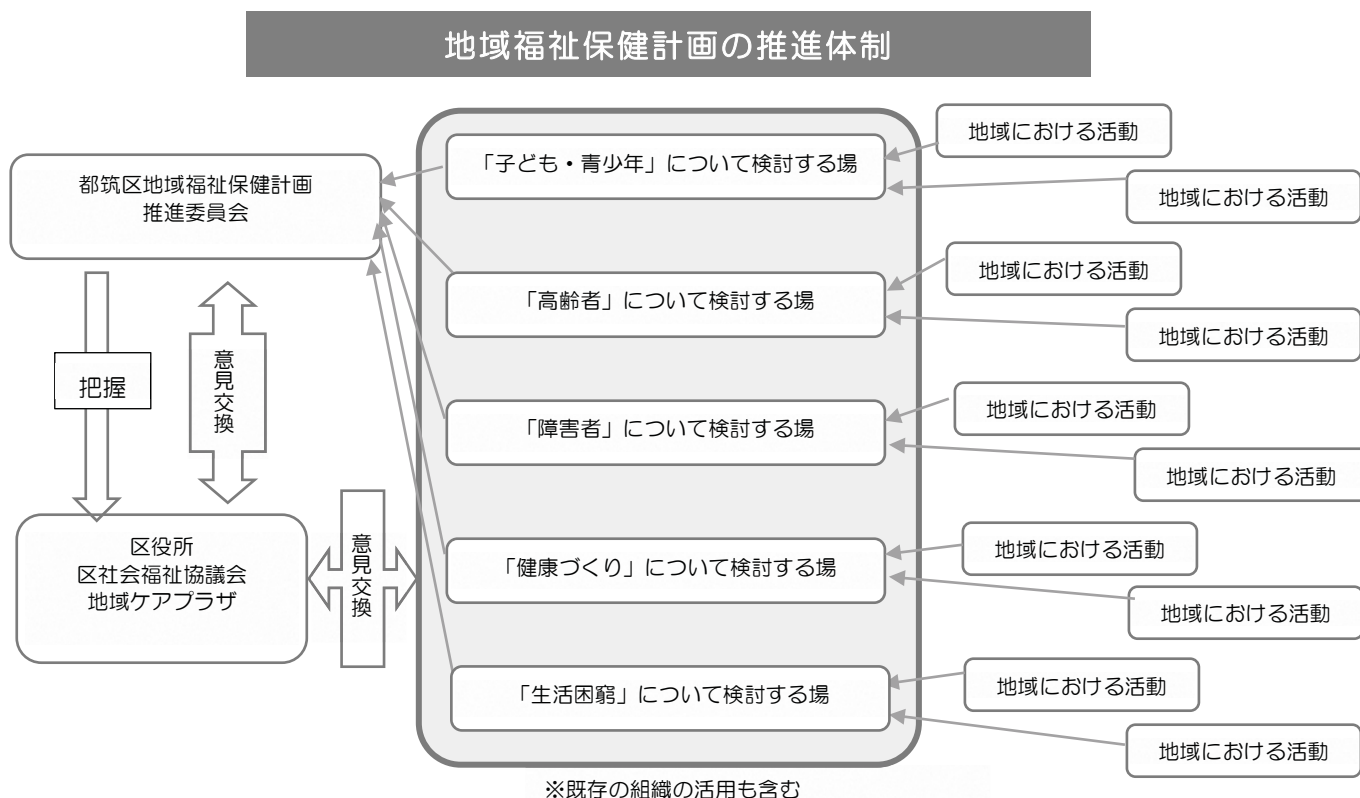 地域福祉保健計画の推進体制
都筑区地域福祉保健計画
推進委員会
把握
意見交換
区役所
区社会福祉協議会
地域ケアプラザ
意見交換
「子ども・青少年」について検討する場
「高齢者」について検討する場
「障害者」について検討する場
「健康づくり」について検討する場
「生活困窮」について検討する場
地域における活動
地域における活動
地域における活動
地域における活動
地域における活動
地域における活動
地域における活動
地域における活動
地域における活動
地域における活動
※既存の組織の活用も含む